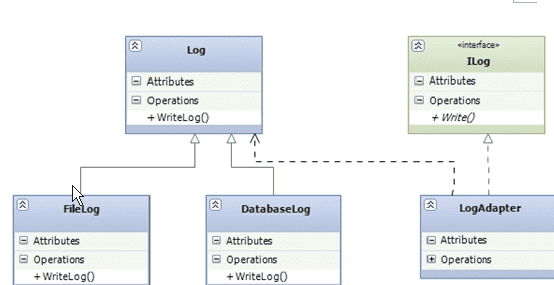 Log
Attributes
Operations
+ WriteLog()
«interface»
ILog
Attributes
Operations
+ Write()
FileLog
Attributes
Operations
+ WriteLog()
DatabaseLog
Attributes
Operations
+ WriteLog()
LogAdapter
Attributes
Operations